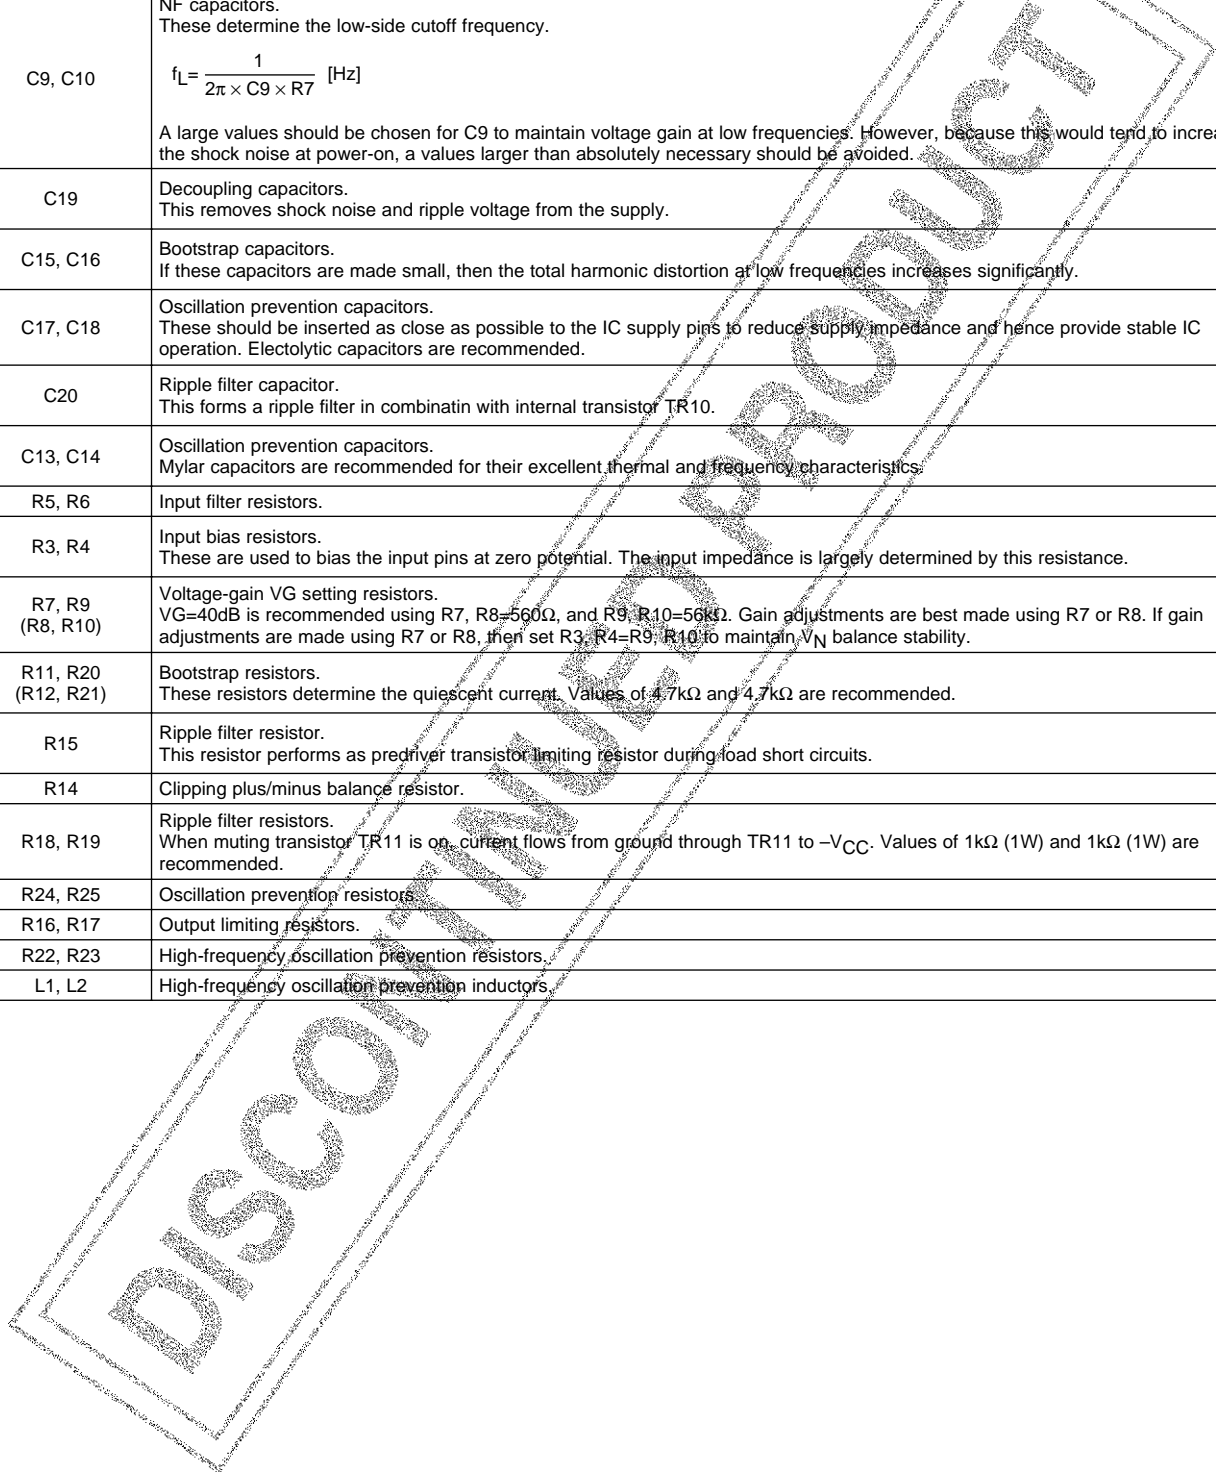 NF capacitors.
These determine the low-side cutoff frequency.
C9, C10
fL= 1 / 2π × C9 × R7 [Hz]
A large values should be chosen for C9 to maintain voltage gain at low frequencies. However, because this would tend to increa
the shock noise at power-on, a values larger than absolutely necessary should be avoided.
C19
Decoupling capacitors.
This removes shock noise and ripple voltage from the supply.
C15, C16
Bootstrap capacitors.
If these capacitors are made small, then the total harmonic distortion at low frequencies increases significantly.
C17, C18
Oscillation prevention capacitors.
These should be inserted as close as possible to the IC supply pins to reduce supply impedance and hence provide stable IC
operation. Electolytic capacitors are recommended.
C20
Ripple filter capacitor.
This forms a ripple filter in combinatin with internal transistor TR10.
C13, C14
Oscillation prevention capacitors.
Mylar capacitors are recommended for their excellent thermal and frequency characteristics.
R5, R6
Input filter resistors.
R3, R4
Input bias resistors.
These are used to bias the input pins at zero potential. The input impedance is largely determined by this resistance.
R7, R9
(R8, R10)
Voltage-gain VG setting resistors.
VG=40dB is recommended using R7, R8=560Ω, and R9, R10=56kΩ. Gain adjustments are best made using R7 or R8. If gain
adjustments are made using R7 or R8, then set R3, R4=R9, R10 to maintain VN balance stability.
R11, R20
(R12, R21)
Bootstrap resistors.
These resistors determine the quiescent current. Values of 4.7kΩ and 4.7kΩ are recommended.
R15
Ripple filter resistor.
This resistor performs as predriver transistor limiting resistor during load short circuits.
R14
Clipping plus/minus balance resistor.
R18, R19
Ripple filter resistors.
When muting transistor TR11 is on, current flows from ground through TR11 to –VCC. Values of 1kΩ (1W) and 1kΩ (1W) are
recommended.
R24, R25
Oscillation prevention resistors.
R16, R17
Output limiting resistors.
R22, R23
High-frequency oscillation prevention resistors.
L1, L2
High-frequency oscillation prevention inductors.
DISCONTINUED PRODUCT